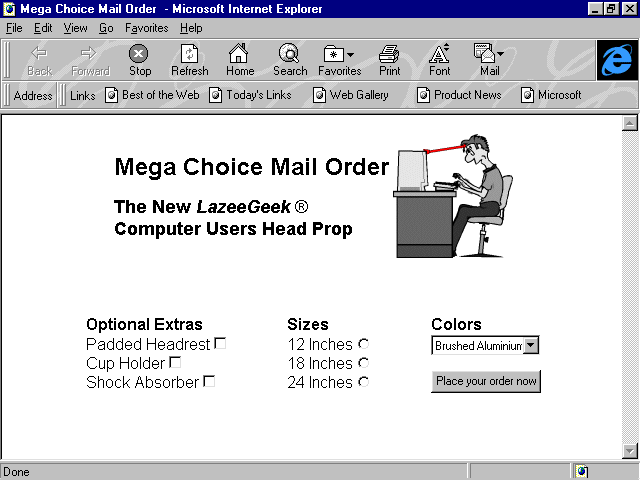 Mega Choice Mail Order - Microsoft Internet Explorer
File Edit View Go Favorites Help
Back Forward Stop Refresh Home Search Favorites Print Font Mail
Address Links Best of the Web Today's Links Web Gallery Product News Microsoft
Mega Choice Mail Order
The New LazeeGeek ®
Computer Users Head Prop
Optional Extras Sizes Colors
Padded Headrest 12 Inches Brushed Aluminium
Cup Holder 18 Inches
Shock Absorber 24 Inches Place your order now
Done